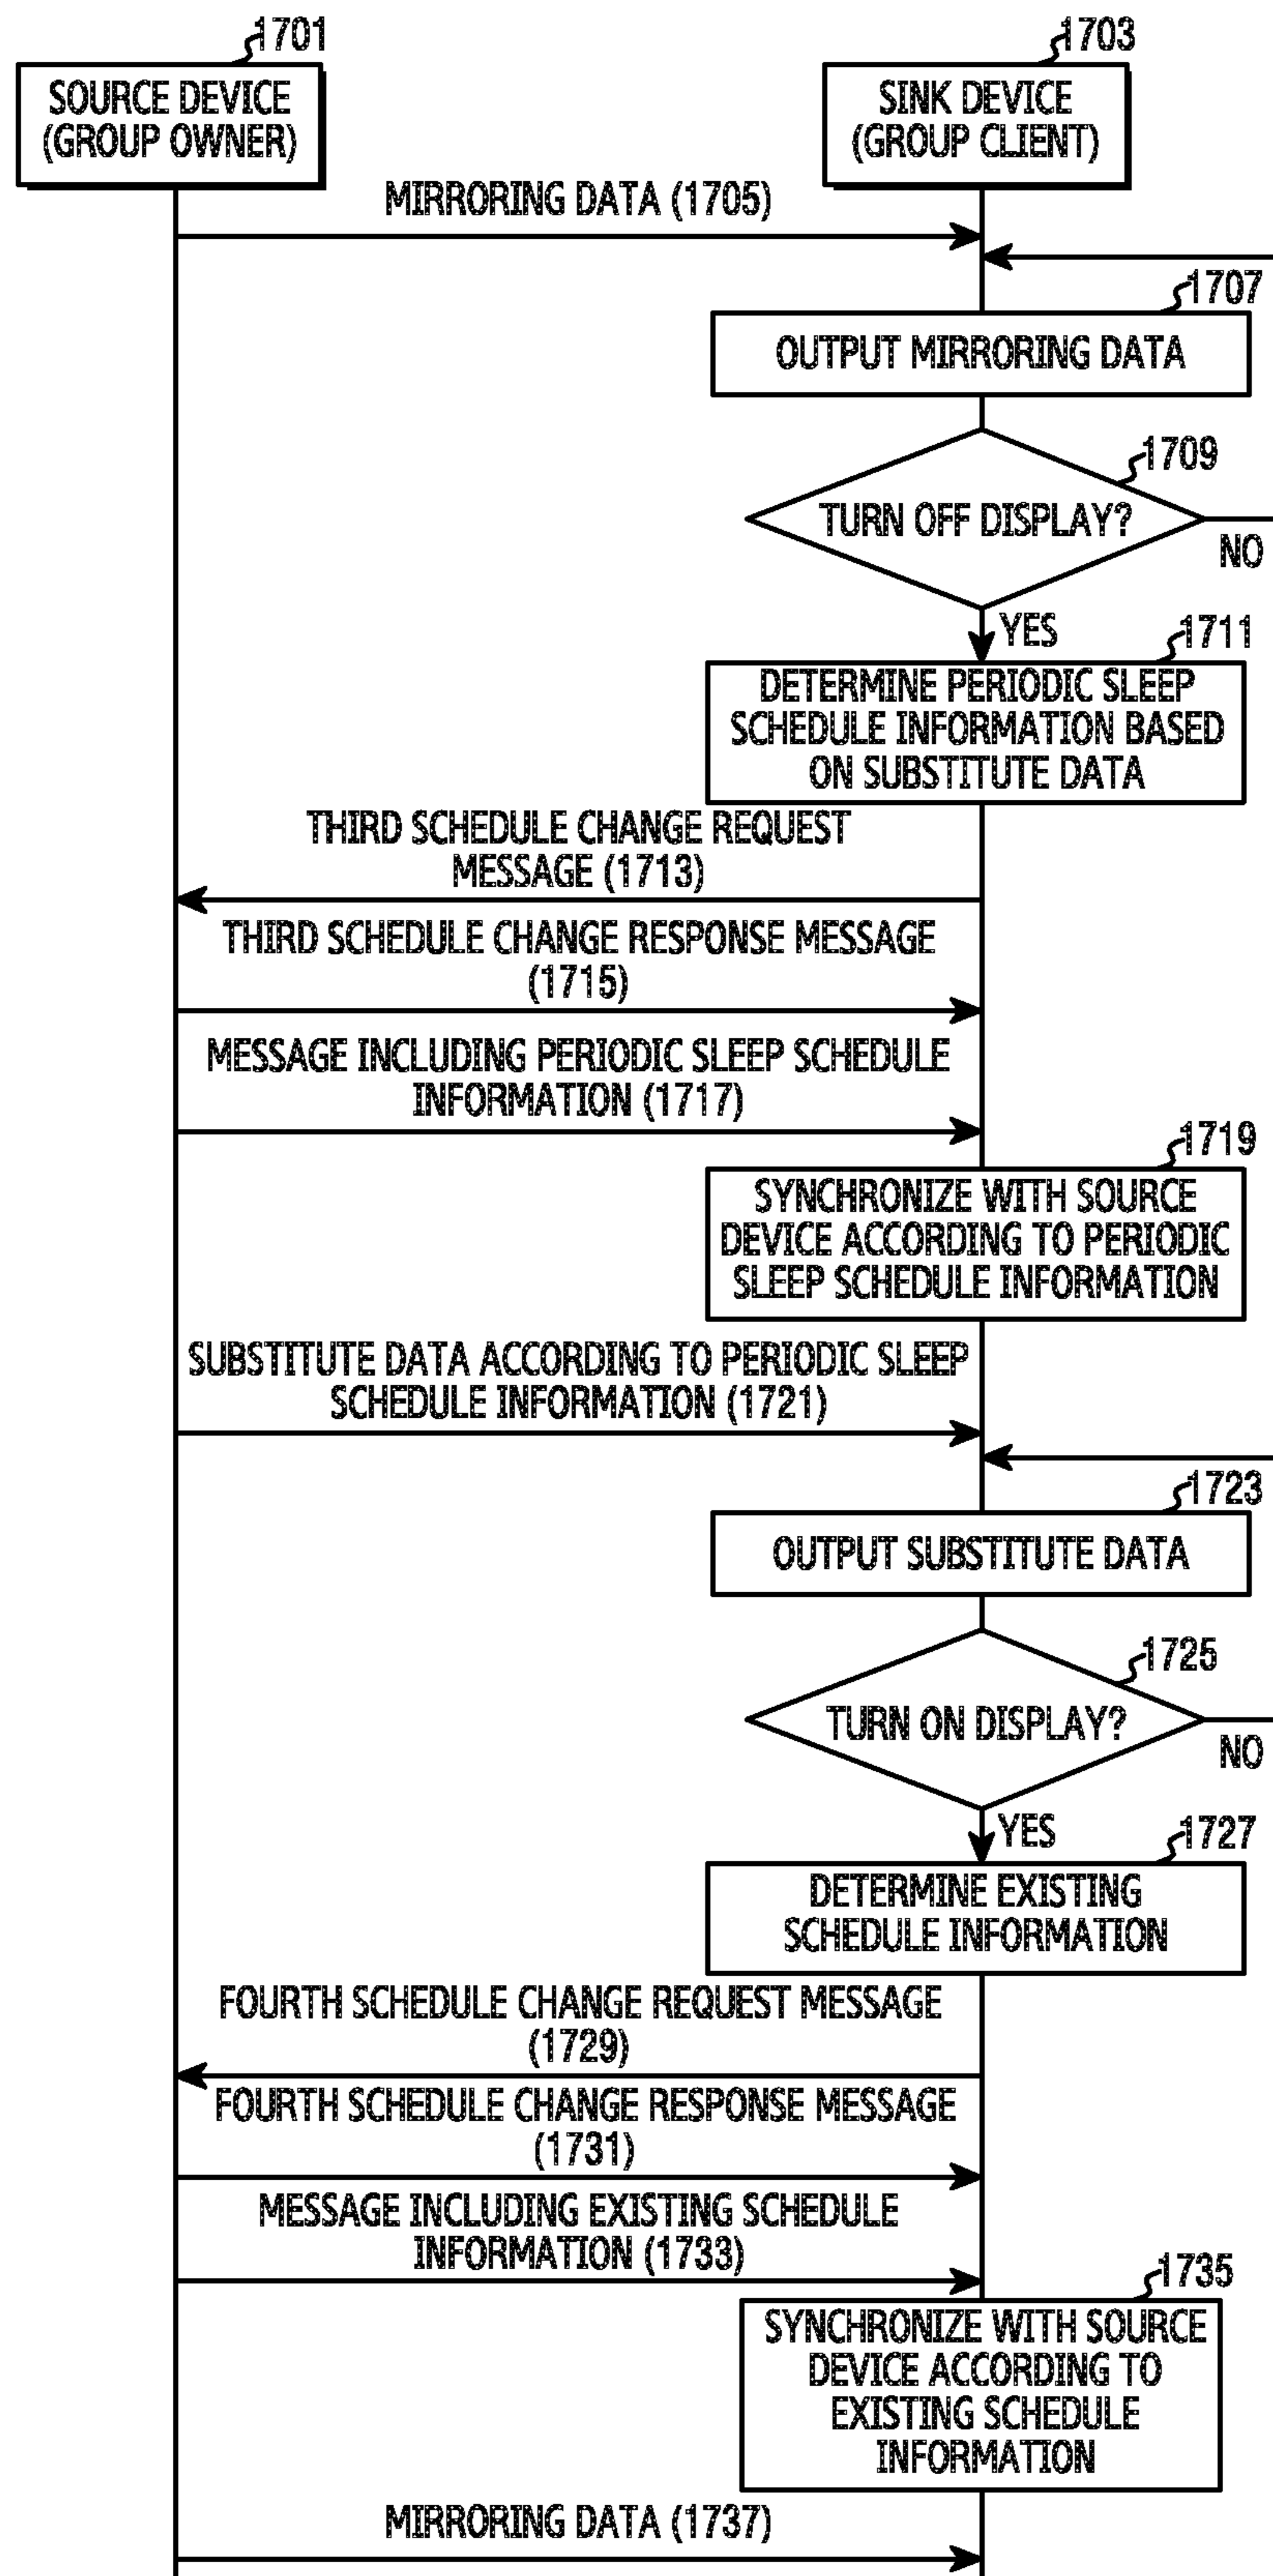 1701
1703
SOURCE DEVICE
(GROUP OWNER)
SINK DEVICE
(GROUP CLIENT)
MIRRORING DATA (1705)
1707
OUTPUT MIRRORING DATA
1709
TURN OFF DISPLAY?
NO
YES
1711
DETERMINE PERIODIC SLEEP
SCHEDULE INFORMATION BASED
ON SUBSTITUTE DATA
THIRD SCHEDULE CHANGE REQUEST
MESSAGE (1713)
THIRD SCHEDULE CHANGE RESPONSE MESSAGE
(1715)
MESSAGE INCLUDING PERIODIC SLEEP SCHEDULE
INFORMATION (1717)
1719
SYNCHRONIZE WITH SOURCE
DEVICE ACCORDING TO PERIODIC
SLEEP SCHEDULE INFORMATION
SUBSTITUTE DATA ACCORDING TO PERIODIC SLEEP
SCHEDULE INFORMATION (1721)
1723
OUTPUT SUBSTITUTE DATA
1725
TURN ON DISPLAY?
NO
YES
1727
DETERMINE EXISTING
SCHEDULE INFORMATION
FOURTH SCHEDULE CHANGE REQUEST MESSAGE
(1729)
FOURTH SCHEDULE CHANGE RESPONSE MESSAGE
(1731)
MESSAGE INCLUDING EXISTING SCHEDULE
INFORMATION (1733)
1735
SYNCHRONIZE WITH SOURCE
DEVICE ACCORDING TO
EXISTING SCHEDULE
INFORMATION
MIRRORING DATA (1737)